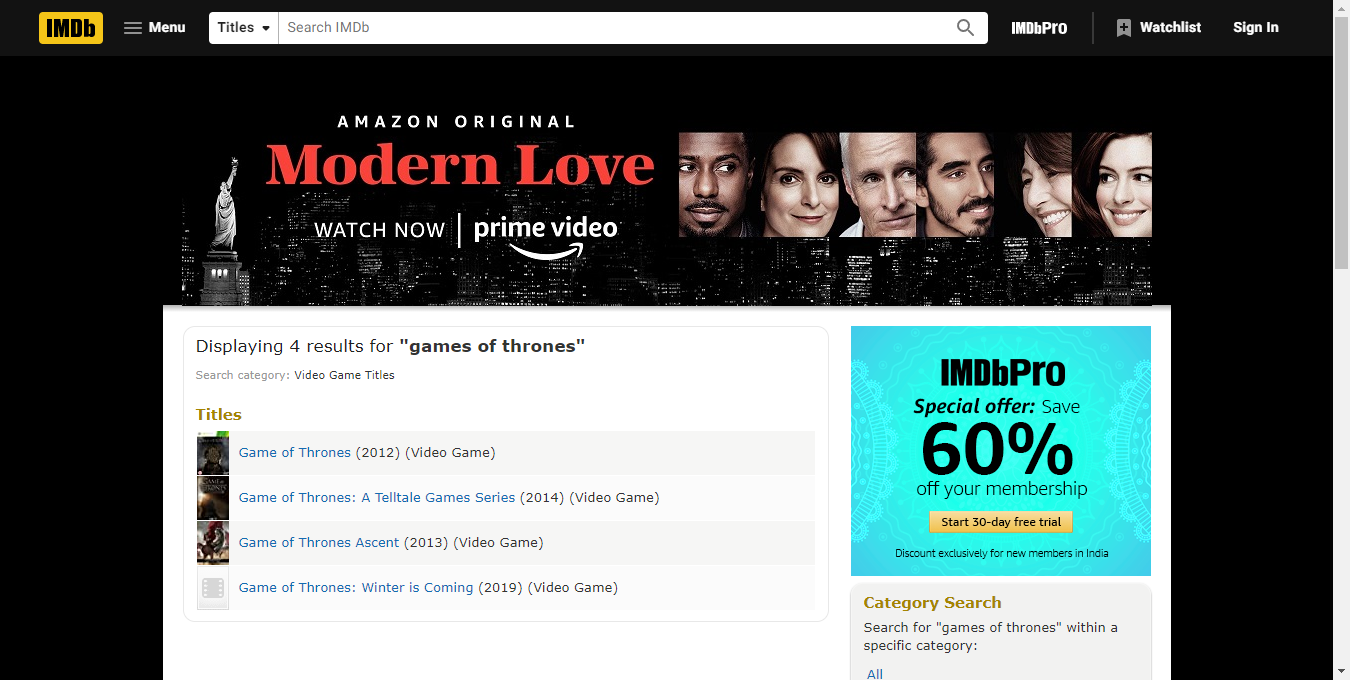 IMDb Menu Titles Search IMDb IMDbPro Watchlist Sign In
AMAZON ORIGINAL
Modern Love
WATCH NOW | prime video
Displaying 4 results for "games of thrones"
Search category: Video Game Titles
Titles
Game of Thrones (2012) (Video Game)
Game of Thrones: A Telltale Games Series (2014) (Video Game)
Game of Thrones Ascent (2013) (Video Game)
Game of Thrones: Winter is Coming (2019) (Video Game)
IMDbPro
Special offer: Save
60%
off your membership
Start 30-day free trial
Discount exclusively for new members in India
Category Search
Search for "games of thrones" within a
specific category:
All